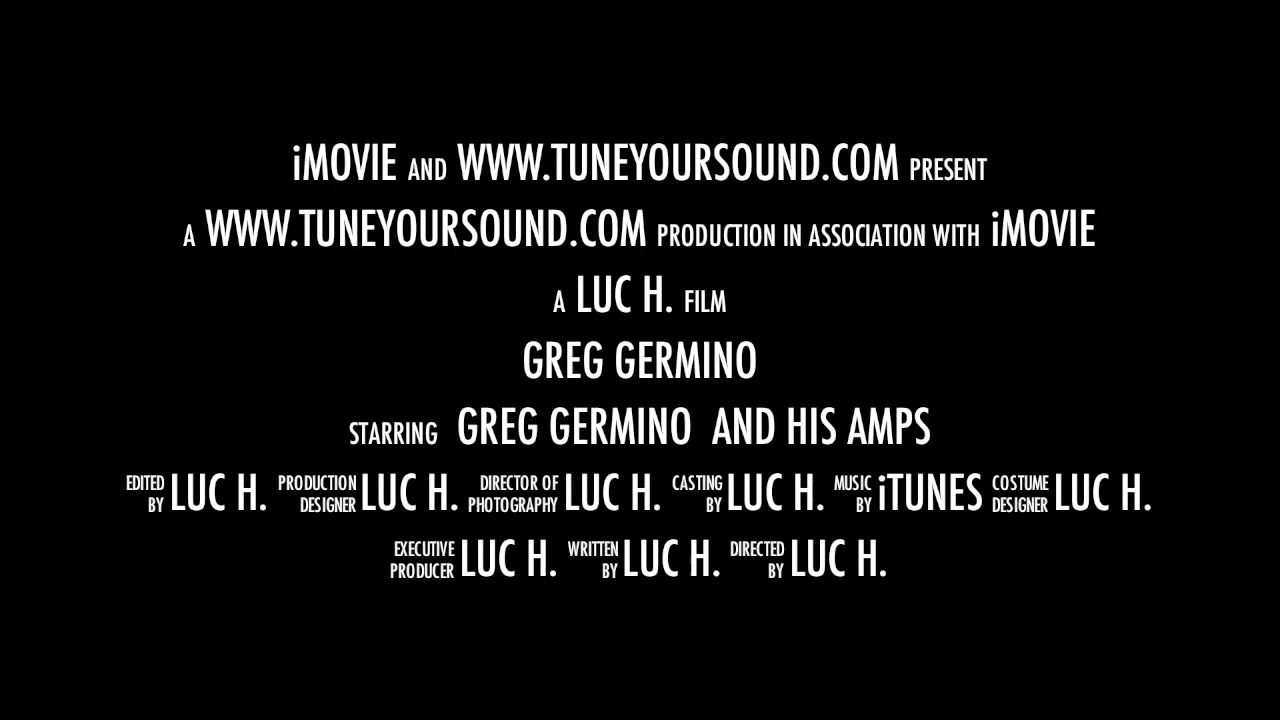 iMOVIE AND WWW.TUNEYOURSOUND.COM PRESENT
A WWW.TUNEYOURSOUND.COM PRODUCTION IN ASSOCIATION WITH iMOVIE
A LUC H. FILM
GREG GERMINO
STARRING GREG GERMINO AND HIS AMPS
EDITED BY LUC H. PRODUCTION DESIGNER LUC H. DIRECTOR OF PHOTOGRAPHY LUC H. CASTING BY LUC H. MUSIC BY iTUNES COSTUME DESIGNER LUC H.
EXECUTIVE PRODUCER LUC H. WRITTEN BY LUC H. DIRECTED BY LUC H.